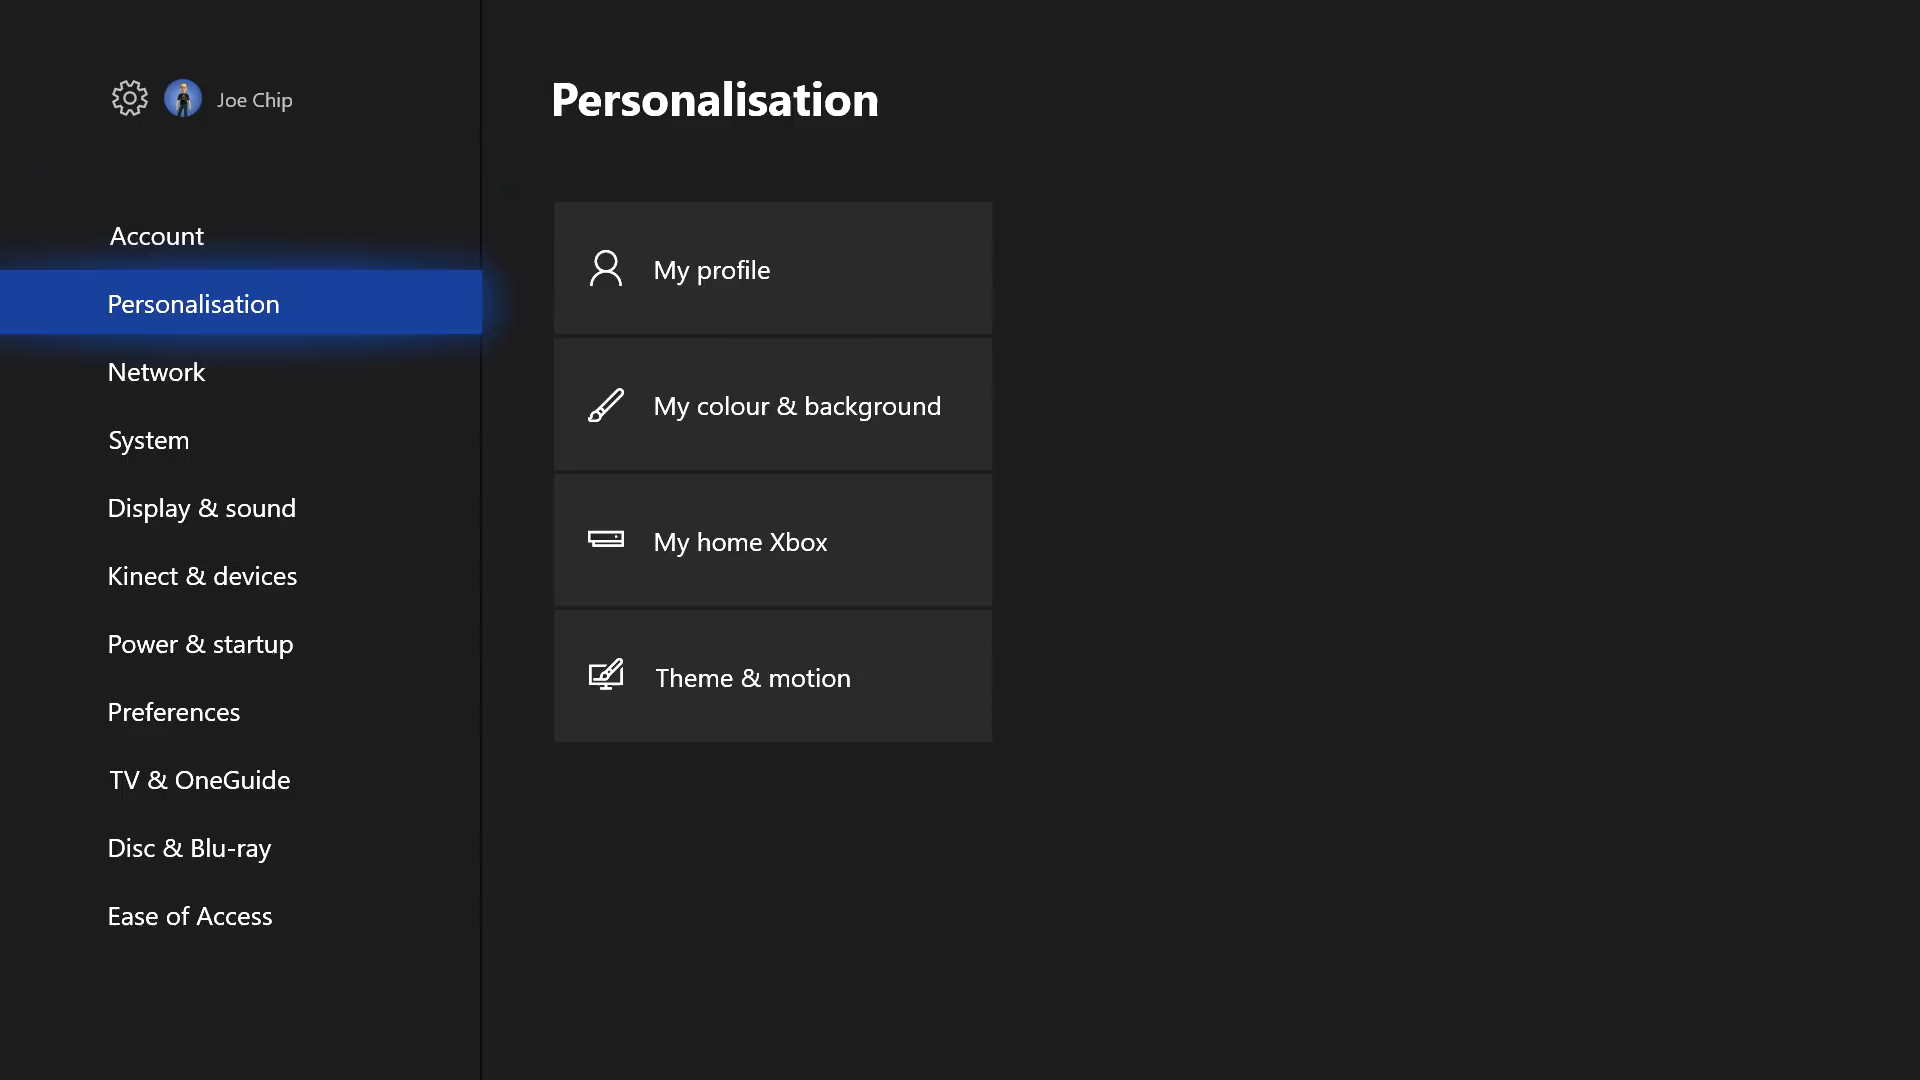 Joe Chip
Account
Personalisation
Network
System
Display & sound
Kinect & devices
Power & startup
Preferences
TV & OneGuide
Disc & Blu-ray
Ease of Access
Personalisation
My profile
My colour & background
My home Xbox
Theme & motion